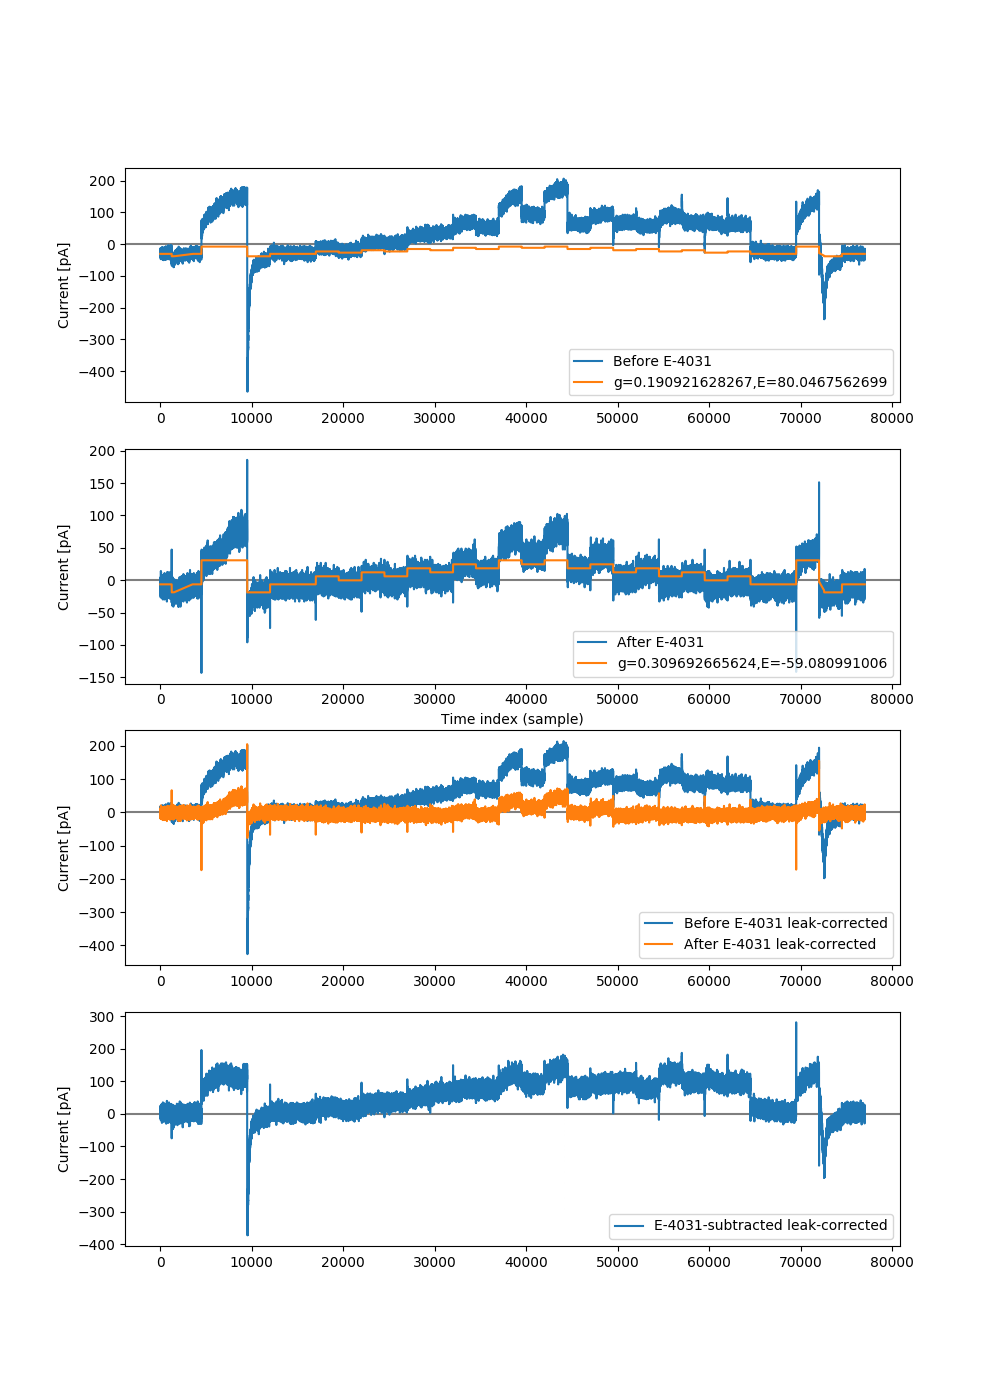 200
100
0
−100
−200
−300
−400
Current [pA]
Before E-4031
g=0.190921628267,E=80.0467562699
0 10000 20000 30000 40000 50000 60000 70000 80000
200
150
100
50
0
−50
−100
−150
Current [pA]
After E-4031
g=0.309692665624,E=-59.080991006
0 10000 20000 30000 40000 50000 60000 70000 80000
Time index (sample)
200
100
0
−100
−200
−300
−400
Current [pA]
Before E-4031 leak-corrected
After E-4031 leak-corrected
0 10000 20000 30000 40000 50000 60000 70000 80000
300
200
100
0
−100
−200
−300
−400
Current [pA]
E-4031-subtracted leak-corrected
0 10000 20000 30000 40000 50000 60000 70000 80000